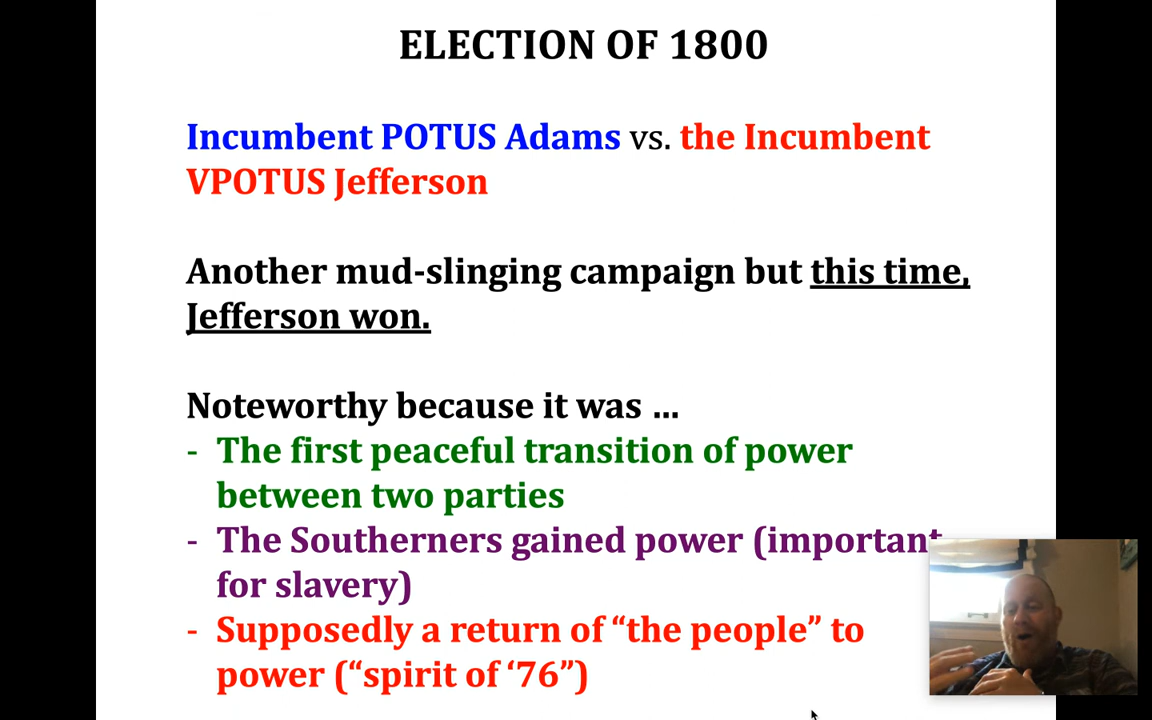 ELECTION OF 1800
Incumbent POTUS Adams vs. the Incumbent
VPOTUS Jefferson
Another mud-slinging campaign but this time,
Jefferson won.
Noteworthy because it was …
- The first peaceful transition of power
between two parties
- The Southerners gained power (important
for slavery)
- Supposedly a return of “the people” to
power (“spirit of ‘76”)